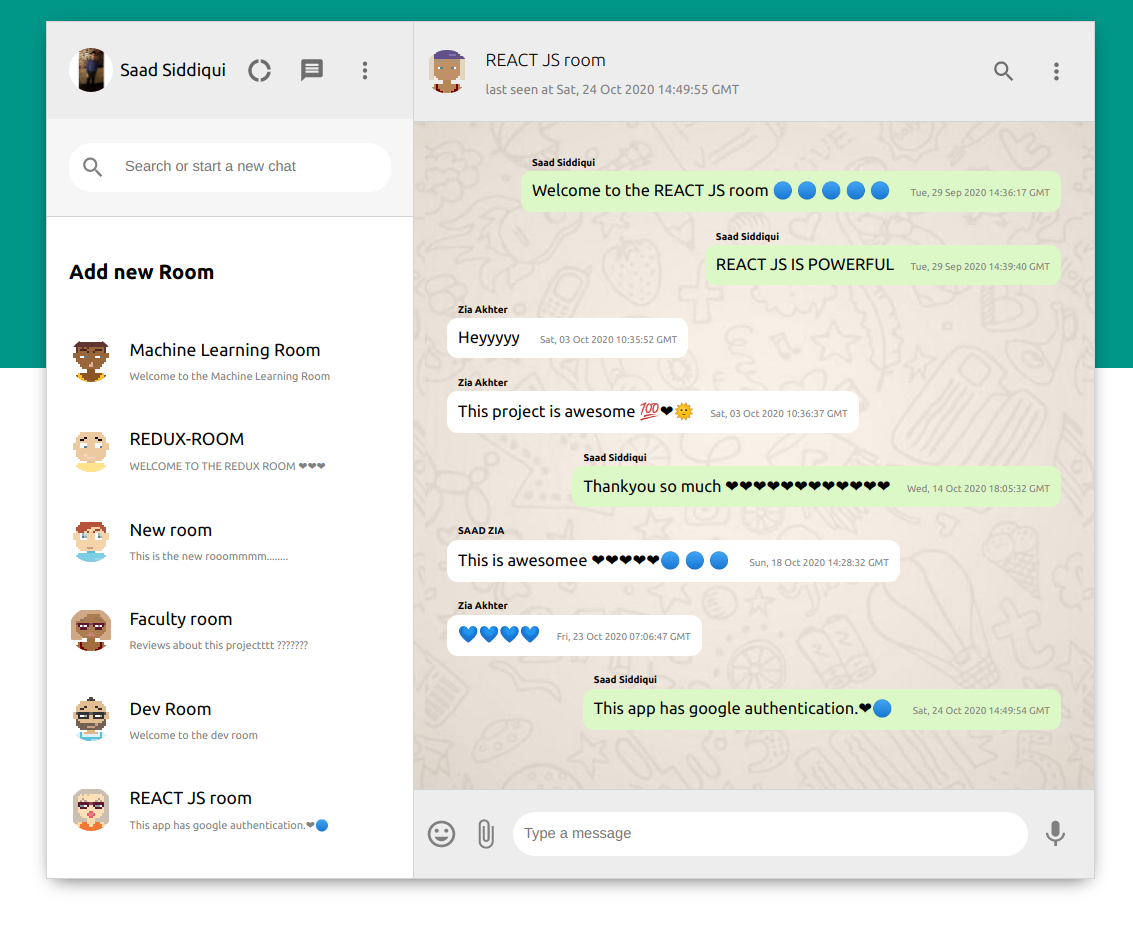 Saad Siddiqui
Search or start a new chat
Add new Room
Machine Learning Room
Welcome to the Machine Learning Room
REDUX-ROOM
WELCOME TO THE REDUX ROOM ❤❤❤
New room
This is the new rooommmm........
Faculty room
Reviews about this projectttt ???????
Dev Room
Welcome to the dev room
REACT JS room
This app has google authentication.❤🔵
REACT JS room
last seen at Sat, 24 Oct 2020 14:49:55 GMT
Saad Siddiqui
Welcome to the REACT JS room 🔵 🔵 🔵 🔵 🔵 Tue, 29 Sep 2020 14:36:17 GMT
Saad Siddiqui
REACT JS IS POWERFUL Tue, 29 Sep 2020 14:39:40 GMT
Zia Akhter
Heyyyyy Sat, 03 Oct 2020 10:35:52 GMT
Zia Akhter
This project is awesome 💯❤🌞 Sat, 03 Oct 2020 10:36:37 GMT
Saad Siddiqui
Thankyou so much ❤❤❤❤❤❤❤❤❤❤❤❤ Wed, 14 Oct 2020 18:05:32 GMT
SAAD ZIA
This is awesomee ❤❤❤❤❤🔵 🔵 🔵 Sun, 18 Oct 2020 14:28:32 GMT
Zia Akhter
💙💙💙💙 Fri, 23 Oct 2020 07:06:47 GMT
Saad Siddiqui
This app has google authentication.❤🔵 Sat, 24 Oct 2020 14:49:54 GMT
Type a message